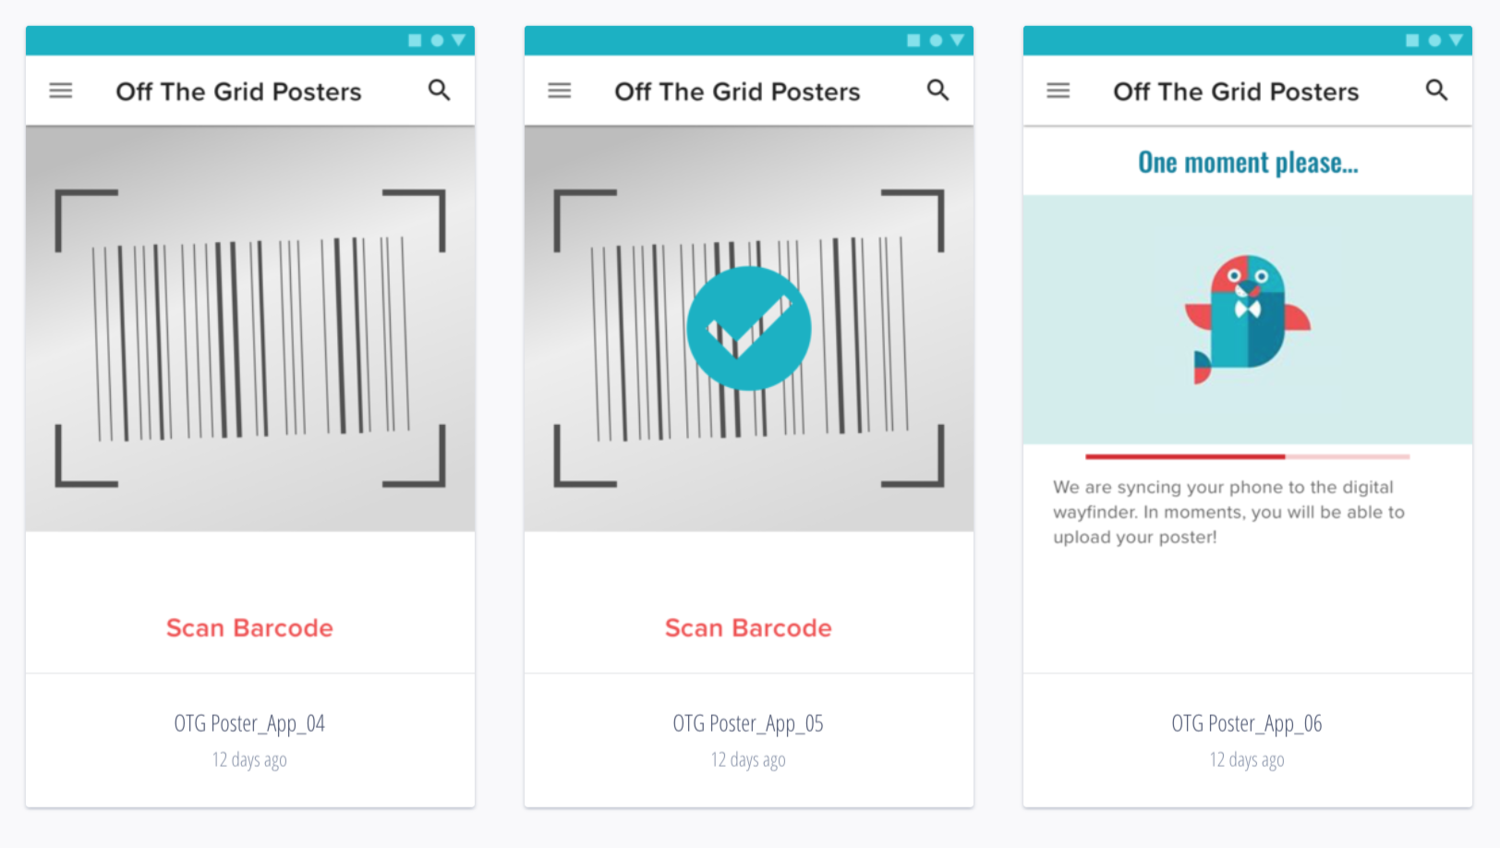 Off The Grid Posters
Scan Barcode
OTG Poster_App_04
12 days ago
Off The Grid Posters
Scan Barcode
OTG Poster_App_05
12 days ago
Off The Grid Posters
One moment please...
We are syncing your phone to the digital
wayfinder. In moments, you will be able to
upload your poster!
OTG Poster_App_06
12 days ago